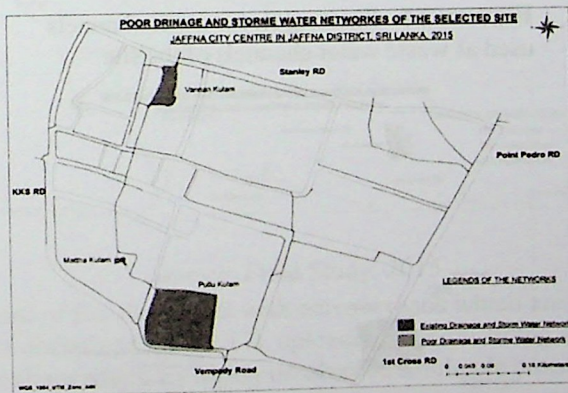 POOR DRINAGE AND STORME WATER NETWORKES OF THE SELECTED SITE
JAFFNA CITY CENTRE IN JAFFNA DISTRICT, SRI LANKA, 2015
Stanley RD
Vannan Kulam
Point Pedro RD
KKS RD
Mattha Kulam
Pudu Kulam
LEGENDS OF THE NETWORKS
Existing Drainage and Storm Water Network
Poor Drainage and Storme Water Network
1st Cross RD
Vempady Road
Kilometers